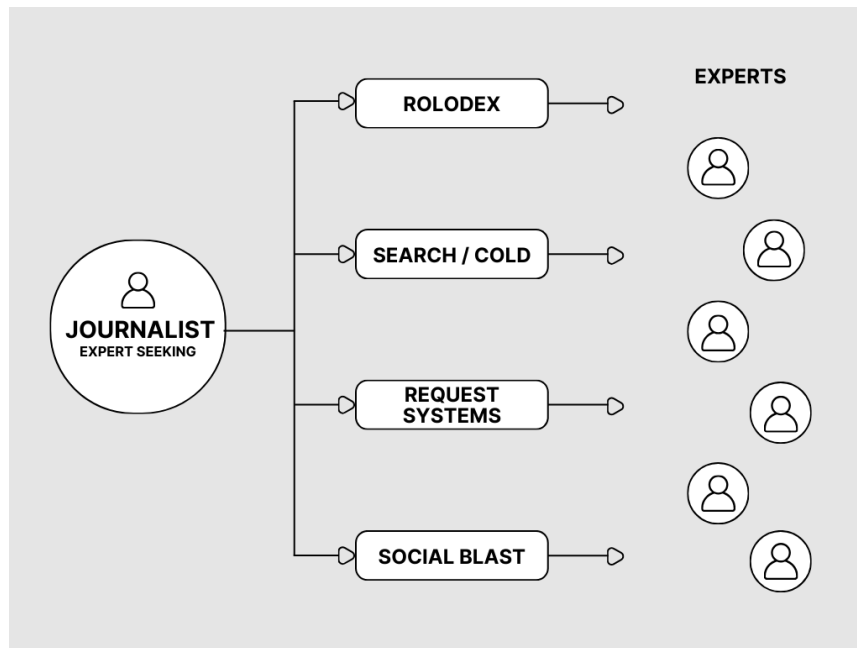 EXPERTS
ROLODEX
SEARCH / COLD
JOURNALIST
EXPERT SEEKING
REQUEST
SYSTEMS
SOCIAL BLAST